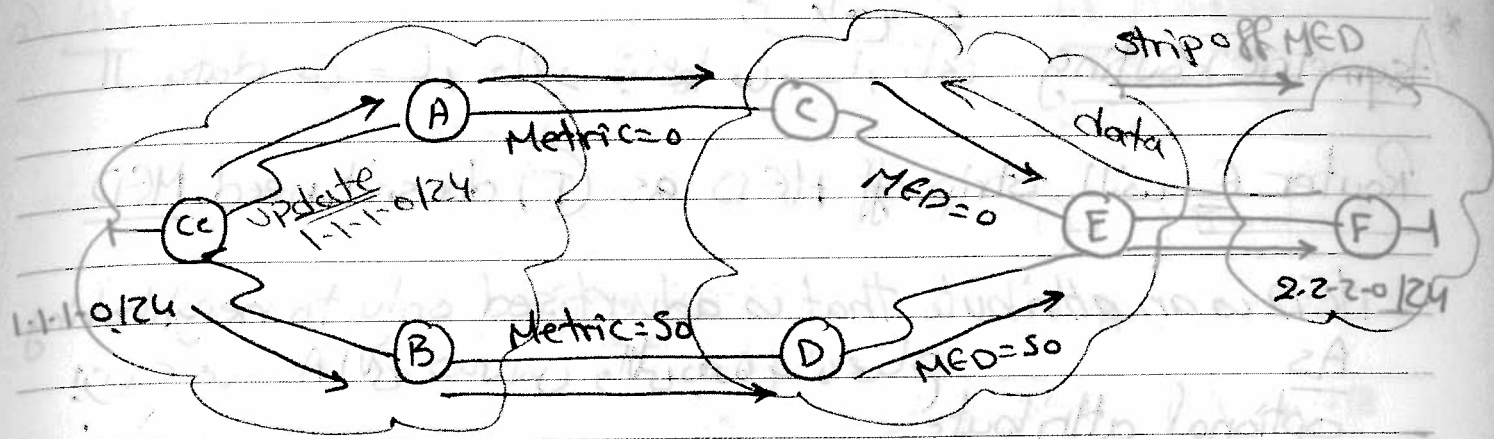 strip off MED
A
C
Metric=0
data
update
1.1.1.0/24
MED=0
Ce
E
F
1.1.1.0/24
Metric=50
2.2.2.0/24
B
D
MED=50